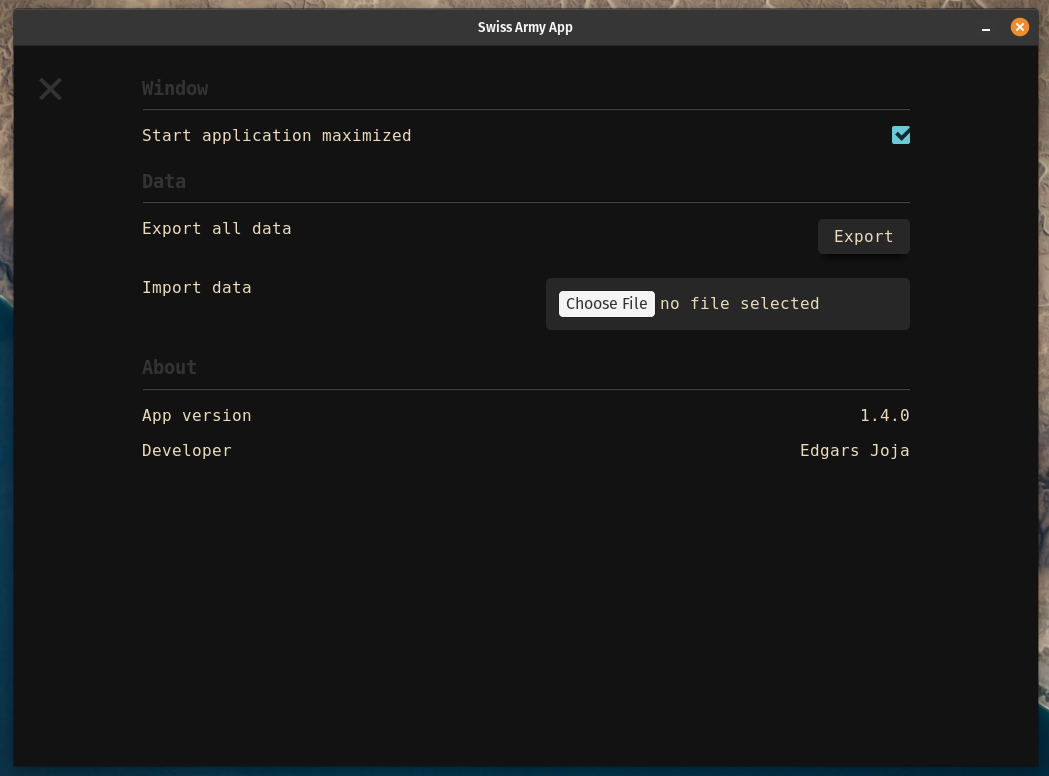 Swiss Army App
Window
Start application maximized
Data
Export all data
Export
Import data
Choose File no file selected
About
App version 1.4.0
Developer Edgars Joja